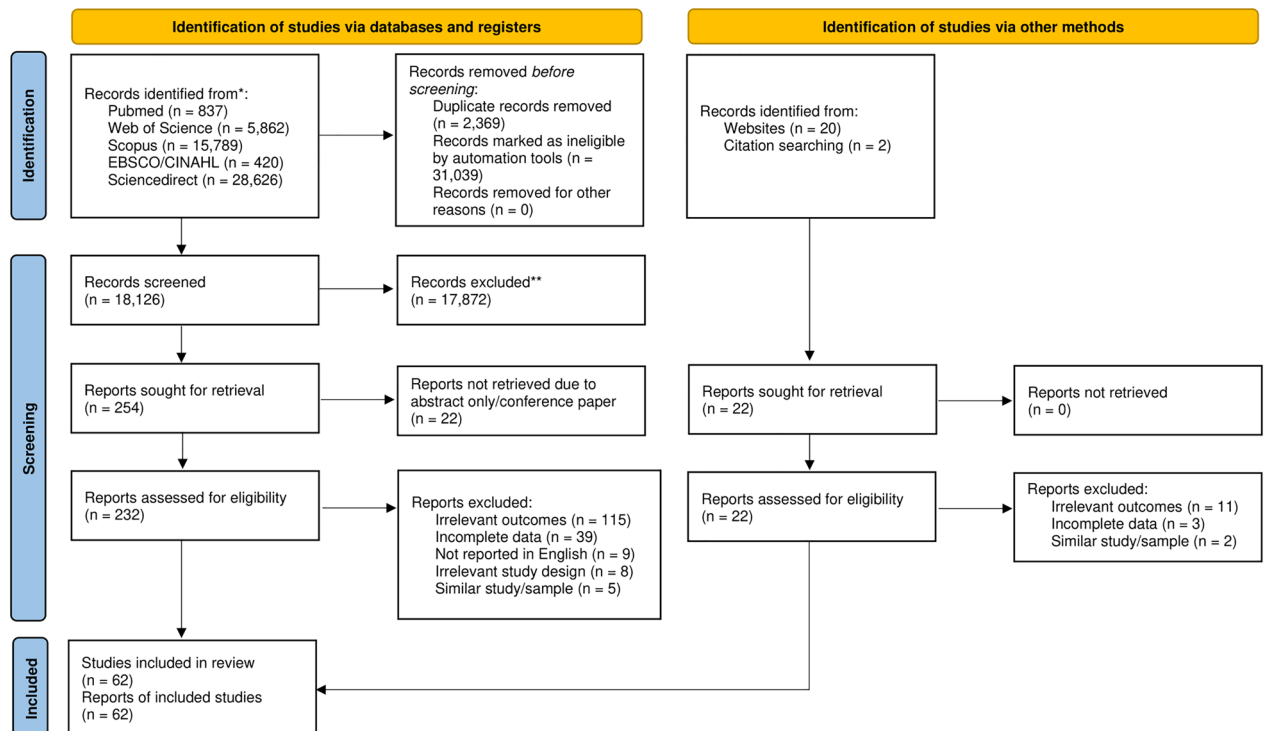 Identification of studies via databases and registers
Identification of studies via other methods
Identification
Records identified from*:
Pubmed (n = 837)
Web of Science (n = 5,862)
Scopus (n = 15,789)
EBSCO/CINAHL (n = 420)
Sciencedirect (n = 28,626)
Records removed before
screening:
Duplicate records removed
(n = 2,369)
Records marked as ineligible
by automation tools (n =
31,039)
Records removed for other
reasons (n = 0)
Records identified from:
Websites (n = 20)
Citation searching (n = 2)
Screening
Records screened
(n = 18,126)
Records excluded**
(n = 17,872)
Reports sought for retrieval
(n = 254)
Reports not retrieved due to
abstract only/conference paper
(n = 22)
Reports sought for retrieval
(n = 22)
Reports not retrieved
(n = 0)
Reports assessed for eligibility
(n = 232)
Reports excluded:
Irrelevant outcomes (n = 115)
Incomplete data (n = 39)
Not reported in English (n = 9)
Irrelevant study design (n = 8)
Similar study/sample (n = 5)
Reports assessed for eligibility
(n = 22)
Reports excluded:
Irrelevant outcomes (n = 11)
Incomplete data (n = 3)
Similar study/sample (n = 2)
Included
Studies included in review
(n = 62)
Reports of included studies
(n = 62)